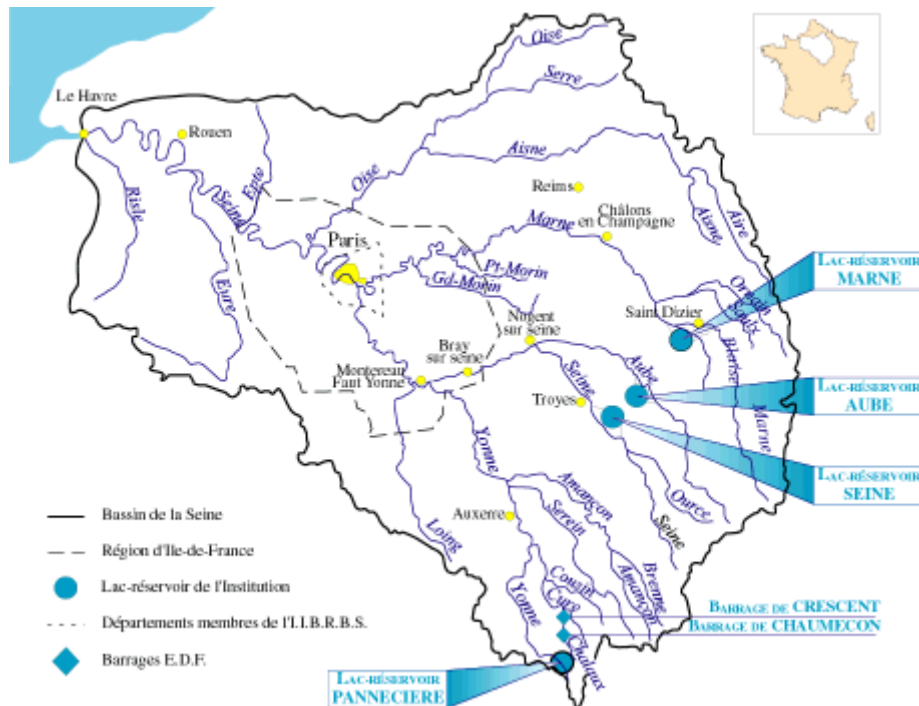 Le Havre
Rouen
Risle
Eure
Seine
Epte
Oise
Oise
Serre
Aisne
Aisne
Aire
Reims
Châlons
en Champagne
Marne
Paris
Pt-Morin
Gd-Morin
Nogent
sur seine
Bray
sur seine
Montereau
Faut Yonne
Saint Dizier
Ornain
Saulx
Blaise
Marne
Aube
Seine
Troyes
Ource
Seine
Yonne
Loing
Auxerre
Amançon
Serein
Cousin
Cure
Yonne
Brenne
Amançon
Chalaux
LAC-RÉSERVOIR
MARNE
LAC-RÉSERVOIR
AUBE
LAC-RÉSERVOIR
SEINE
BARRAGE DE CRESCENT
BARRAGE DE CHAUMECON
LAC-RÉSERVOIR
PANNECIERE
Bassin de la Seine
Région d'Ile-de-France
Lac-réservoir de l'Institution
Départements membres de l'I.I.B.R.B.S.
Barrages E.D.F.